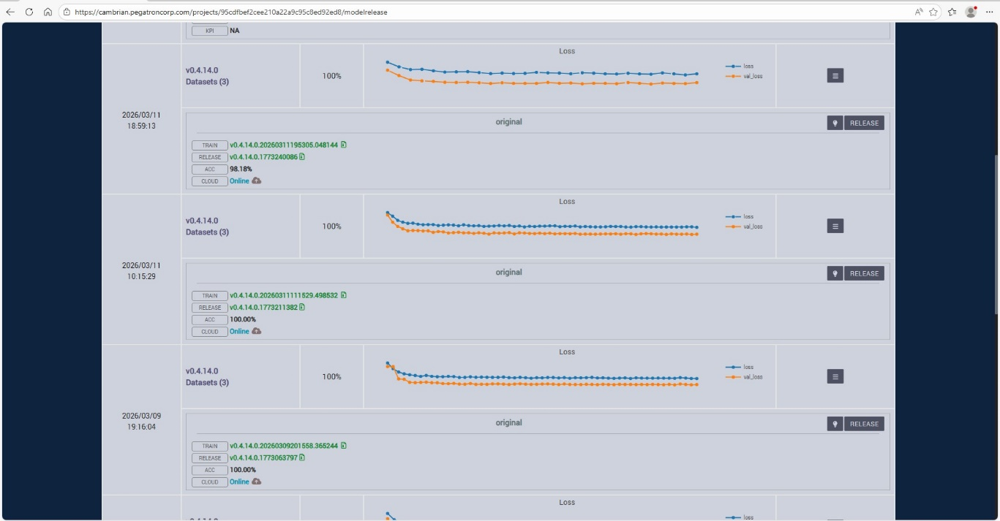 https://cambrian.pegatroncorp.com/projects/95cdfbef2cee210a22a9c95c8ed92ed8/modelrelease
KPI NA
2026/03/11
18:59:13
v0.4.14.0
Datasets (3)
100%
Loss
loss
val_loss
original
RELEASE
TRAIN v0.4.14.0.20260311195305.048144
RELEASE v0.4.14.0.1773240086
ACC 98.18%
CLOUD Online
2026/03/11
10:15:29
v0.4.14.0
Datasets (3)
100%
Loss
loss
val_loss
original
RELEASE
TRAIN v0.4.14.0.20260311111529.498532
RELEASE v0.4.14.0.1773211382
ACC 100.00%
CLOUD Online
2026/03/09
19:16:04
v0.4.14.0
Datasets (3)
100%
Loss
loss
val_loss
original
RELEASE
TRAIN v0.4.14.0.20260309201558.365244
RELEASE v0.4.14.0.1773063797
ACC 100.00%
CLOUD Online
Loss
loss